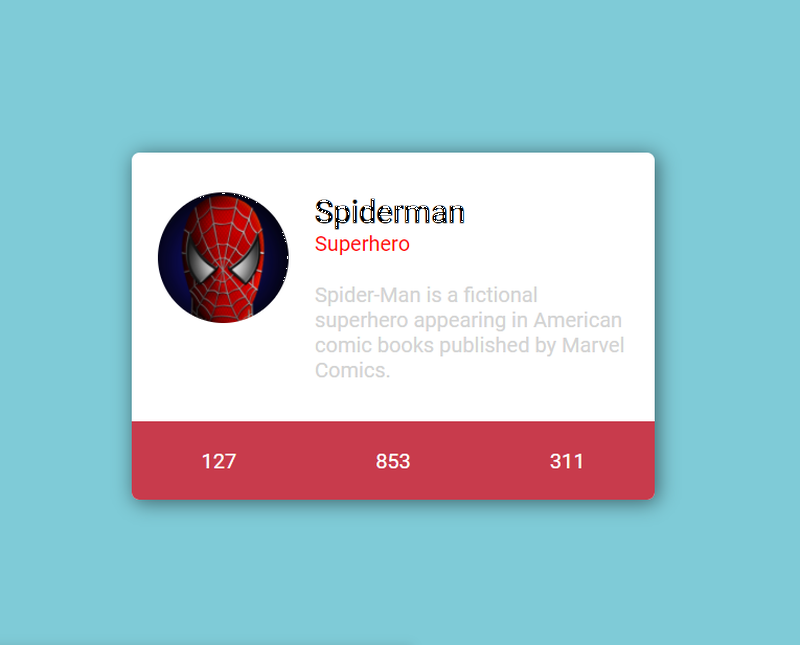 Spiderman
Superhero
Spider-Man is a fictional
superhero appearing in American
comic books published by Marvel
Comics.
127 853 311